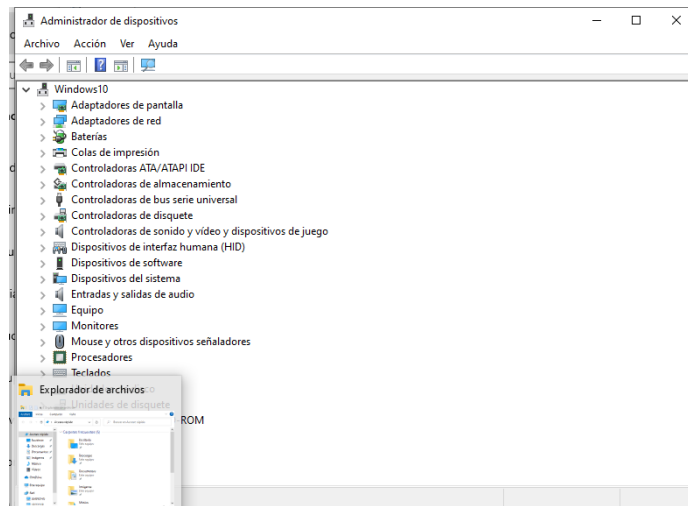 Administrador de dispositivos
Archivo Acción Ver Ayuda
Windows10
Adaptadores de pantalla
Adaptadores de red
Baterías
Colas de impresión
Controladoras ATA/ATAPI IDE
Controladoras de almacenamiento
Controladoras de bus serie universal
Controladoras de disquete
Controladoras de sonido y vídeo y dispositivos de juego
Dispositivos de interfaz humana (HID)
Dispositivos de software
Dispositivos del sistema
Entradas y salidas de audio
Equipo
Monitores
Mouse y otros dispositivos señaladores
Procesadores
Teclados
Explorador de archivos
Unidades de disquete
ROM